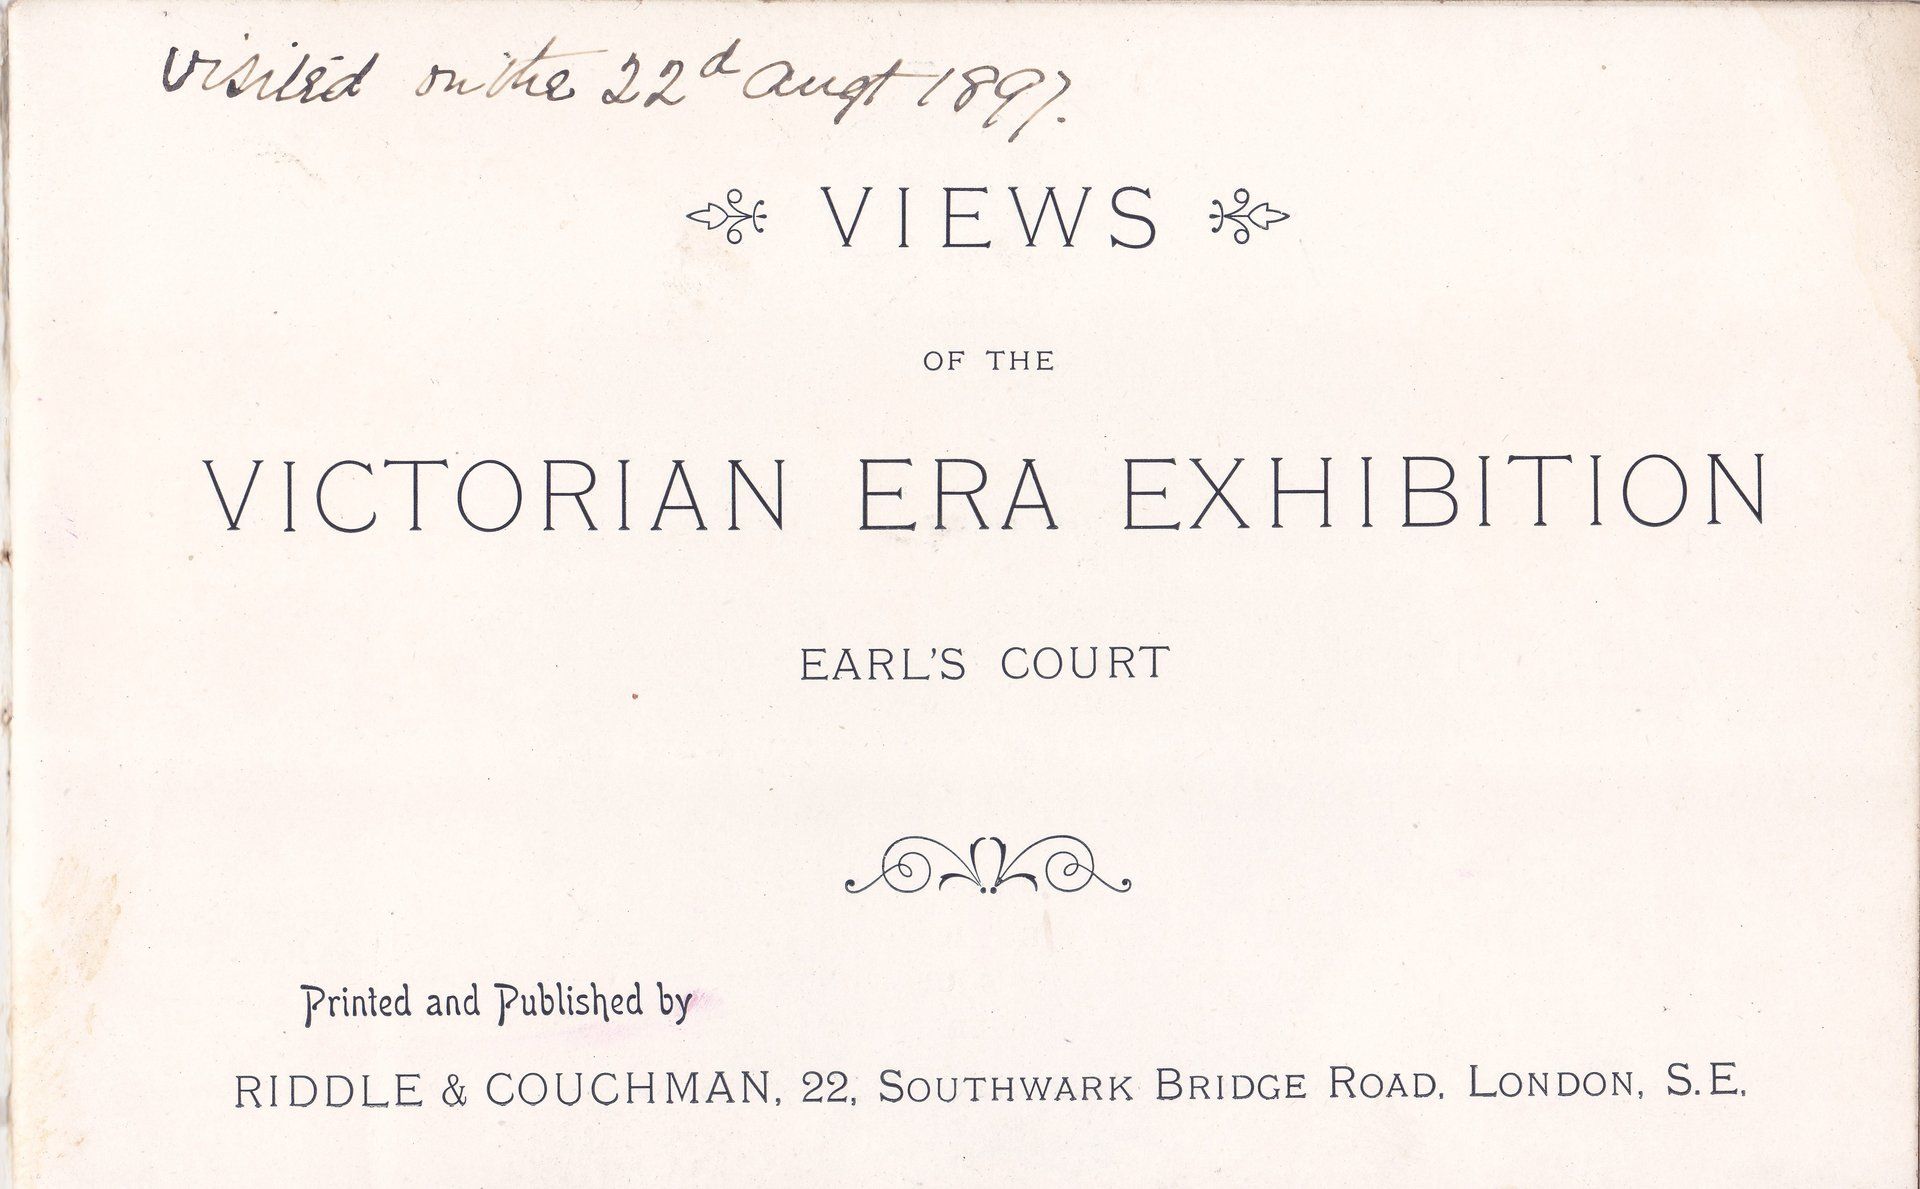 visited on the 22d augt 1897.
VIEWS
OF THE
VICTORIAN ERA EXHIBITION
EARL'S COURT
Printed and Published by
RIDDLE & COUCHMAN, 22, SOUTHWARK BRIDGE ROAD, LONDON, S.E.